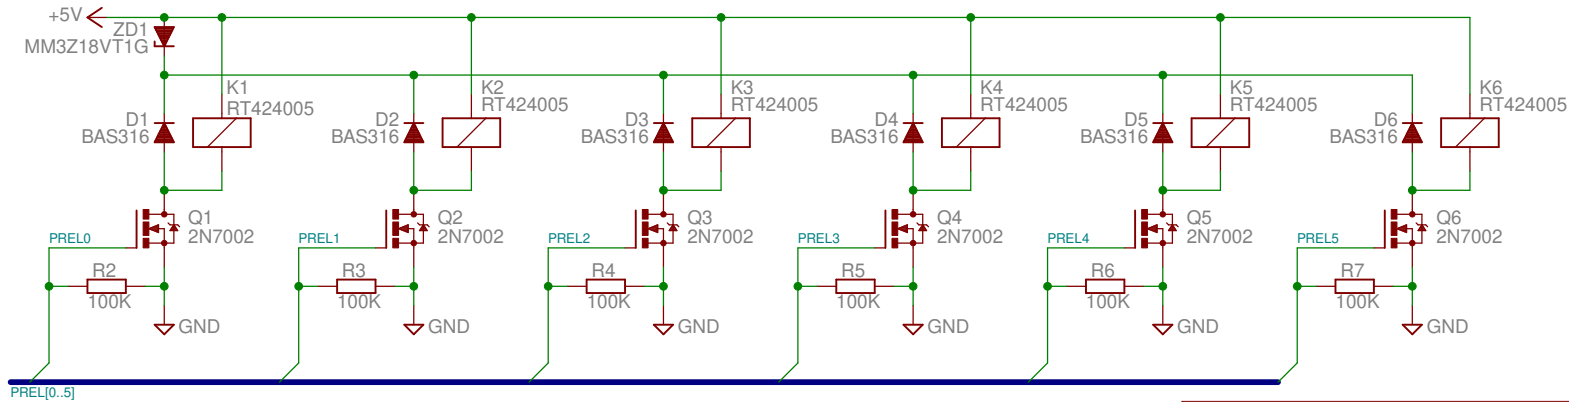 +5V
ZD1
MM3Z18VT1G
K1
RT424005
K2
RT424005
K3
RT424005
K4
RT424005
K5
RT424005
K6
RT424005
D1
BAS316
D2
BAS316
D3
BAS316
D4
BAS316
D5
BAS316
D6
BAS316
Q1
2N7002
Q2
2N7002
Q3
2N7002
Q4
2N7002
Q5
2N7002
Q6
2N7002
PREL0
PREL1
PREL2
PREL3
PREL4
PREL5
R2
100K
R3
100K
R4
100K
R5
100K
R6
100K
R7
100K
GND
GND
GND
GND
GND
GND
PREL[0..5]